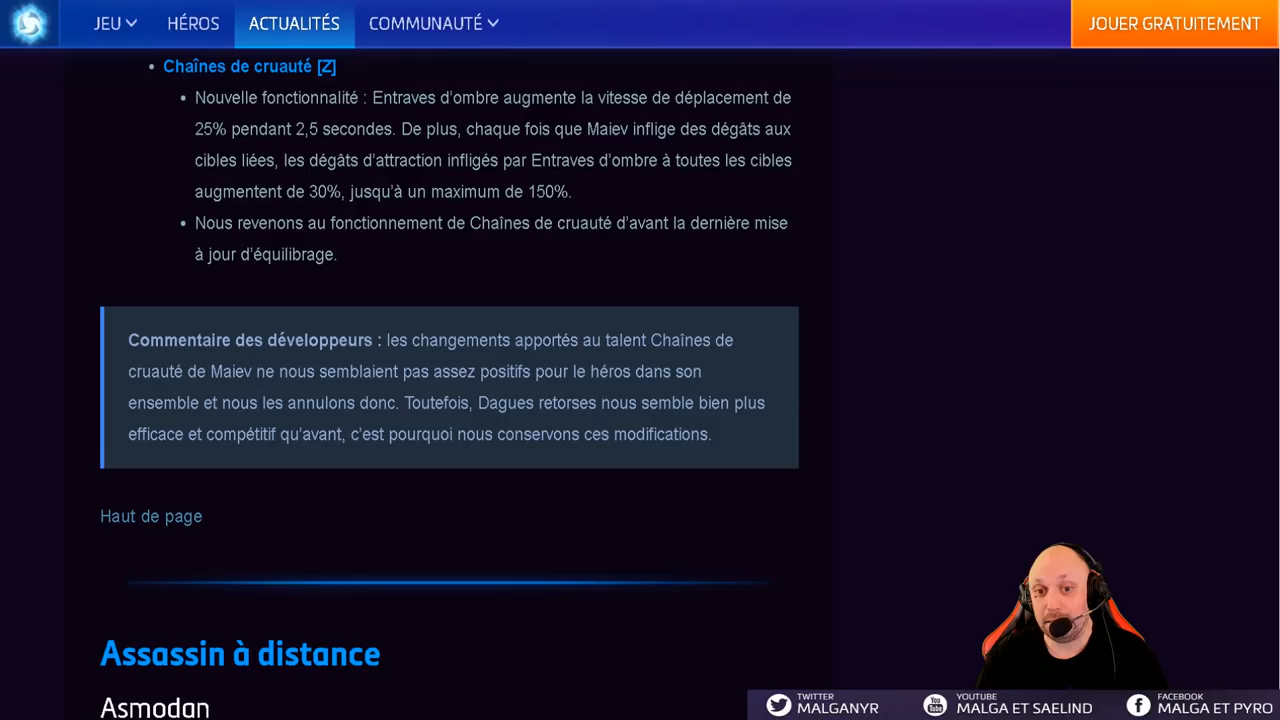 JEU HÉROS ACTUALITÉS COMMUNAUTÉ JOUER GRATUITEMENT
• Chaînes de cruauté [Z]
• Nouvelle fonctionnalité : Entraves d’ombre augmente la vitesse de déplacement de
25% pendant 2,5 secondes. De plus, chaque fois que Maiev inflige des dégâts aux
cibles liées, les dégâts d’attraction infligés par Entraves d’ombre à toutes les cibles
augmentent de 30%, jusqu’à un maximum de 150%.
• Nous revenons au fonctionnement de Chaînes de cruauté d’avant la dernière mise
à jour d’équilibrage.
Commentaire des développeurs : les changements apportés au talent Chaînes de
cruauté de Maiev ne nous semblaient pas assez positifs pour le héros dans son
ensemble et nous les annulons donc. Toutefois, Dagues retorses nous semble bien plus
efficace et compétitif qu’avant, c’est pourquoi nous conservons ces modifications.
Haut de page
Assassin à distance
Asmodan
TWITTER
MALGANYR
YOUTUBE
MALGA ET SAELIND
FACEBOOK
MALGA ET PYRO